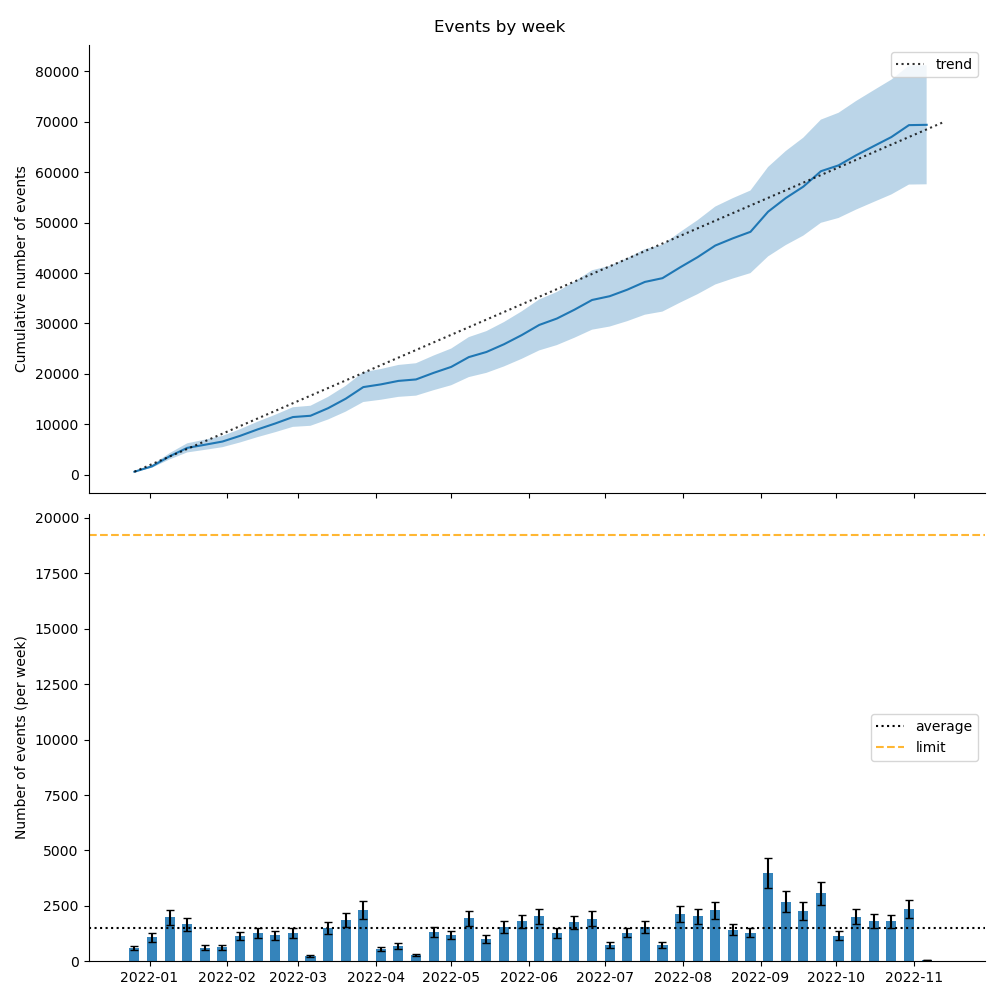 Events by week
trend
80000
70000
60000
50000
40000
30000
20000
10000
0
Cumulative number of events
20000
17500
15000
12500
10000
7500
5000
2500
0
Number of events (per week)
average
limit
2022-01 2022-02 2022-03 2022-04 2022-05 2022-06 2022-07 2022-08 2022-09 2022-10 2022-11